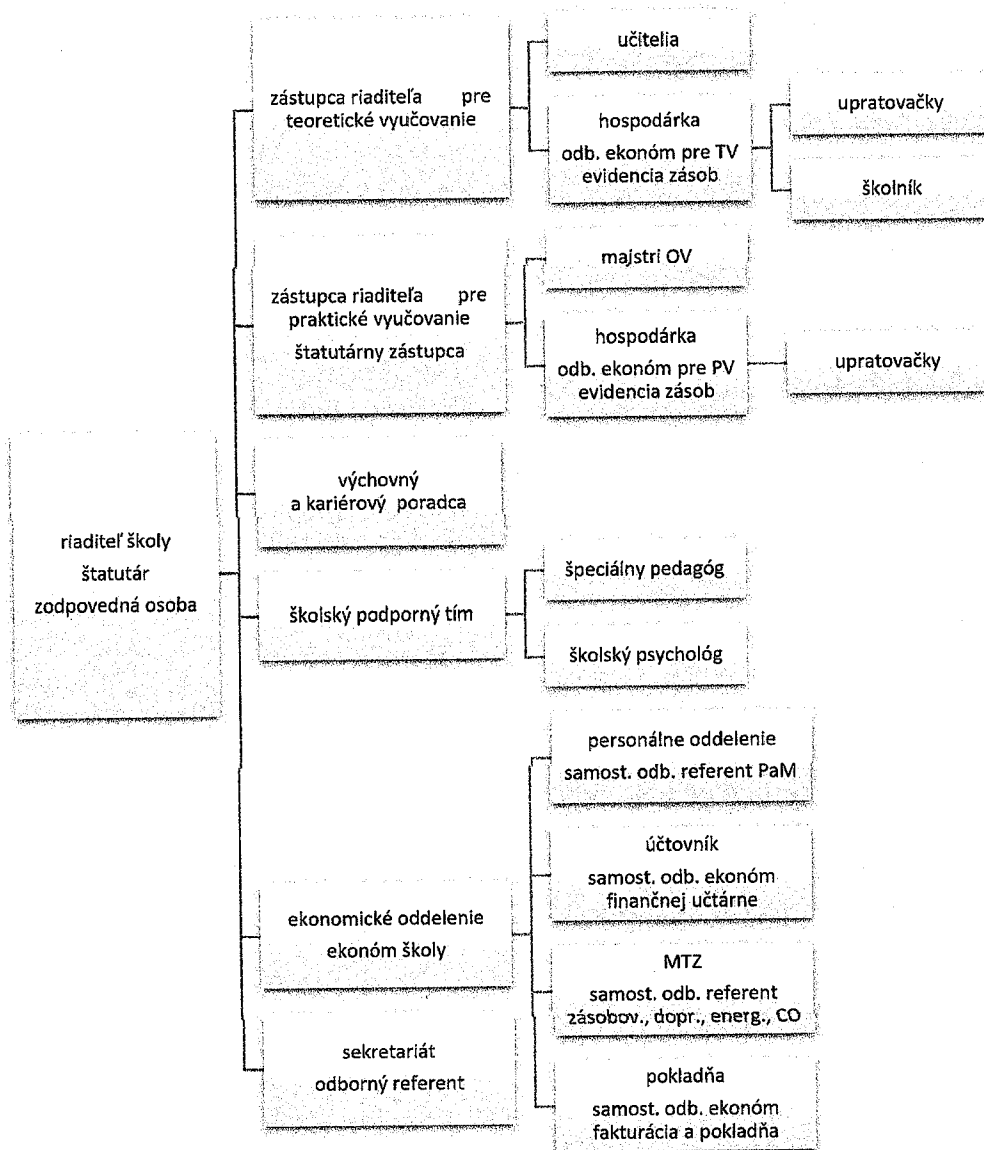 riaditeľ školy
štatutár
zodpovedná osoba
zástupca riaditeľa pre
teoretické vyučovanie
učitelia
hospodárka
odb. ekonóm pre TV
evidencia zásob
upratovačky
školník
zástupca riaditeľa pre
praktické vyučovanie
štatutárny zástupca
majstri OV
hospodárka
odb. ekonóm pre PV
evidencia zásob
upratovačky
výchovný
a kariérový poradca
školský podporný tím
špeciálny pedagóg
školský psychológ
ekonomické oddelenie
ekonóm školy
personálne oddelenie
samost. odb. referent PaM
účtovník
samost. odb. ekonóm
finančnej učtárne
MTZ
samost. odb. referent
zásobov., dopr., energ., CO
pokladňa
samost. odb. ekonóm
fakturácia a pokladňa
sekretariát
odborný referent